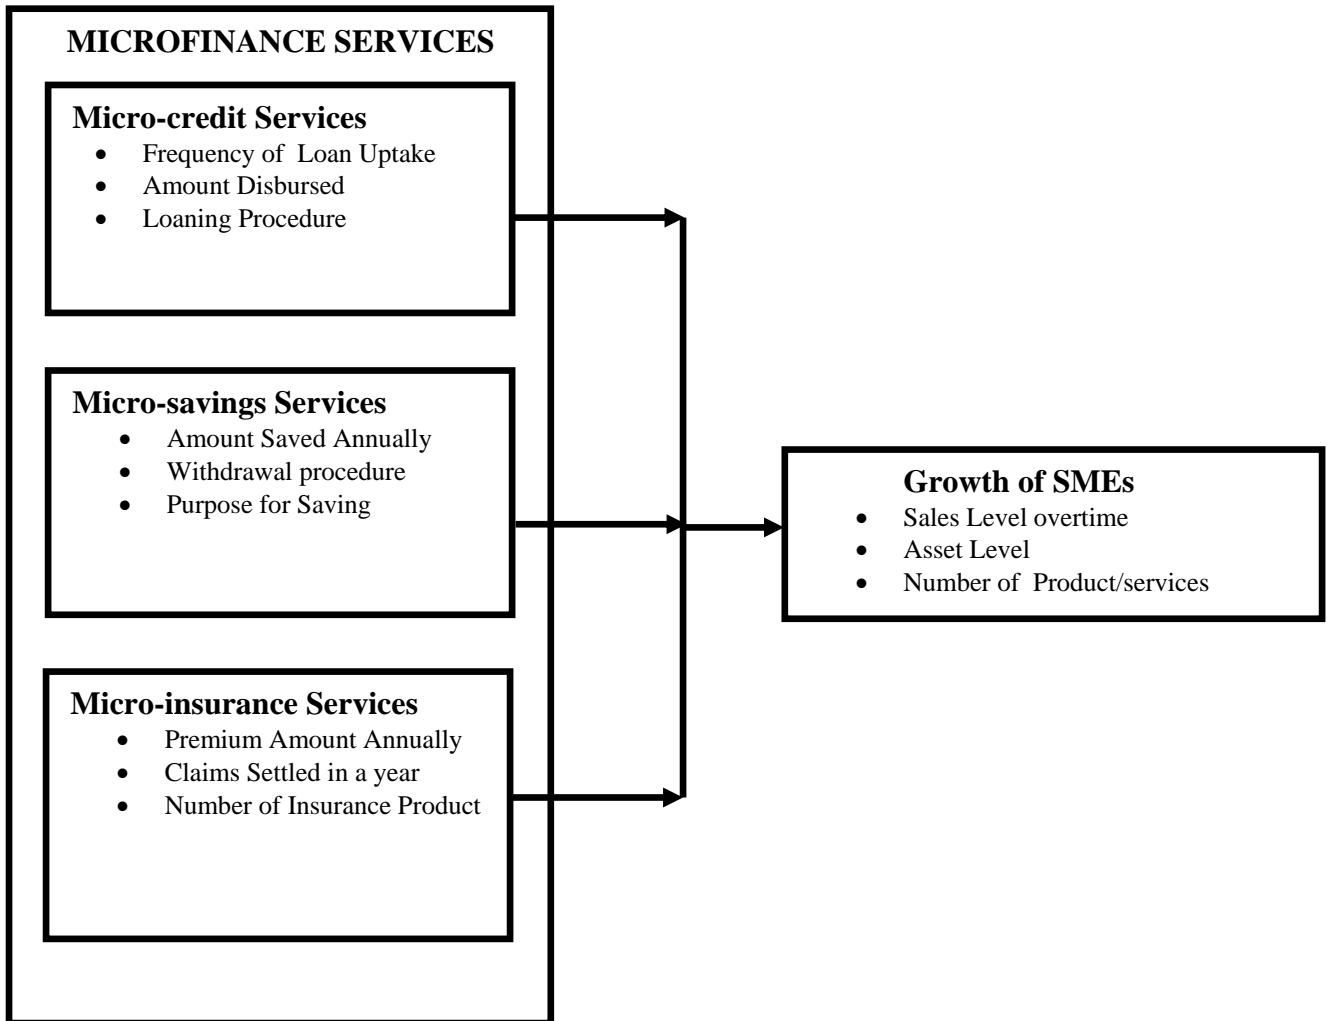 MICROFINANCE SERVICES
Micro-credit Services
• Frequency of Loan Uptake
• Amount Disbursed
• Loaning Procedure
Micro-savings Services
• Amount Saved Annually
• Withdrawal procedure
• Purpose for Saving
Growth of SMEs
• Sales Level overtime
• Asset Level
• Number of Product/services
Micro-insurance Services
• Premium Amount Annually
• Claims Settled in a year
• Number of Insurance Product